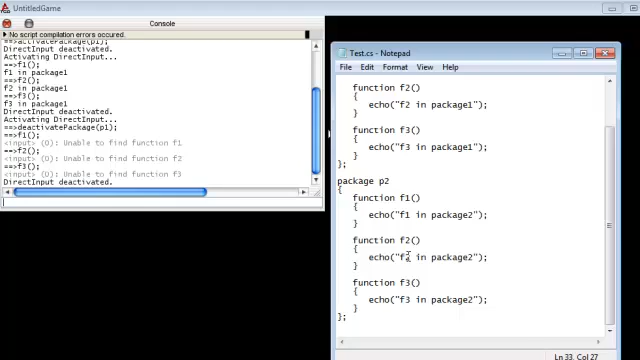 UntitledGame
Console
No script compilation errors occured.
==>activatePackage(p1);
DirectInput deactivated.
Activating DirectInput...
==>f1();
f1 in package1
==>f2();
f2 in package1
==>f3();
f3 in package1
DirectInput deactivated.
Activating DirectInput...
==>deactivatePackage(p1);
==>f1();
<input> (0): Unable to find function f1
==>f2();
<input> (0): Unable to find function f2
==>f3();
<input> (0): Unable to find function f3
DirectInput deactivated.
Test.cs - Notepad
File Edit Format View Help
function f2()
{
echo("f2 in package1");
}
function f3()
{
echo("f3 in package1");
}
};
package p2
{
function f1()
{
echo("f1 in package2");
}
function f2()
{
echo("f2 in package2");
}
function f3()
{
echo("f3 in package2");
}
};
Ln 33, Col 27